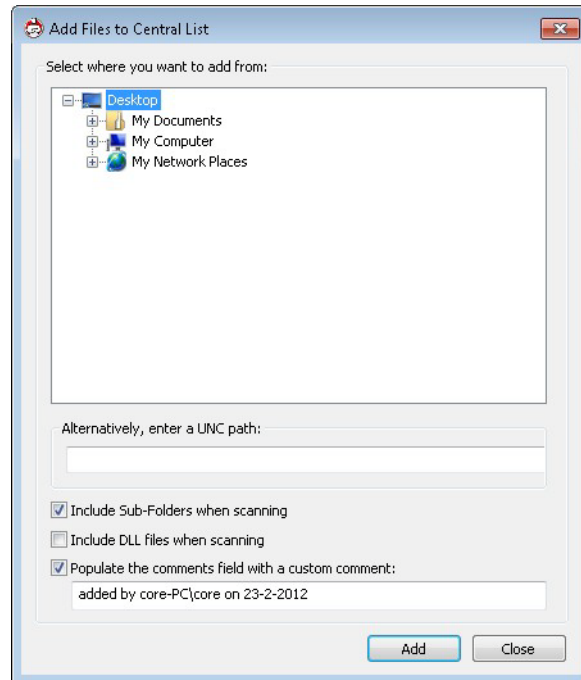 Add Files to Central List
Select where you want to add from:
Desktop
My Documents
My Computer
My Network Places
Alternatively, enter a UNC path:
Include Sub-Folders when scanning
Include DLL files when scanning
Populate the comments field with a custom comment:
added by core-PC\core on 23-2-2012
Add Close